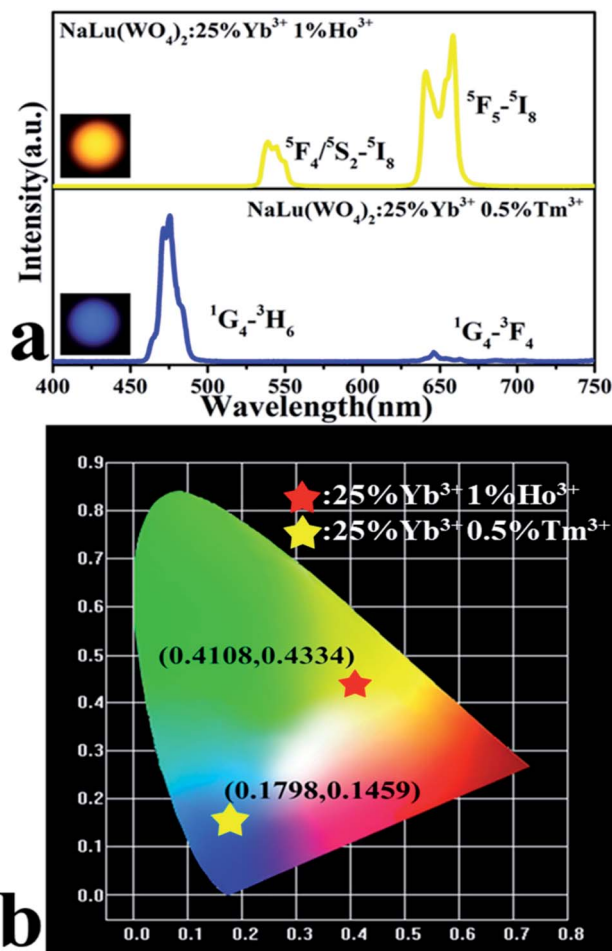 NaLu(WO₄)₂:25%Yb³⁺ 1%Ho³⁺
⁵F₄/⁵S₂-⁵I₈
⁵F₅-⁵I₈
Intensity(a.u.)
NaLu(WO₄)₂:25%Yb³⁺ 0.5%Tm³⁺
¹G₄-³H₆
¹G₄-³F₄
a
400 450 500 550 600 650 700 750
Wavelength(nm)
0.9
0.8
0.7
0.6
0.5
0.4
0.3
0.2
0.1
0.0
:25%Yb³⁺ 1%Ho³⁺
:25%Yb³⁺ 0.5%Tm³⁺
(0.4108,0.4334)
(0.1798,0.1459)
b
0.0 0.1 0.2 0.3 0.4 0.5 0.6 0.7 0.8